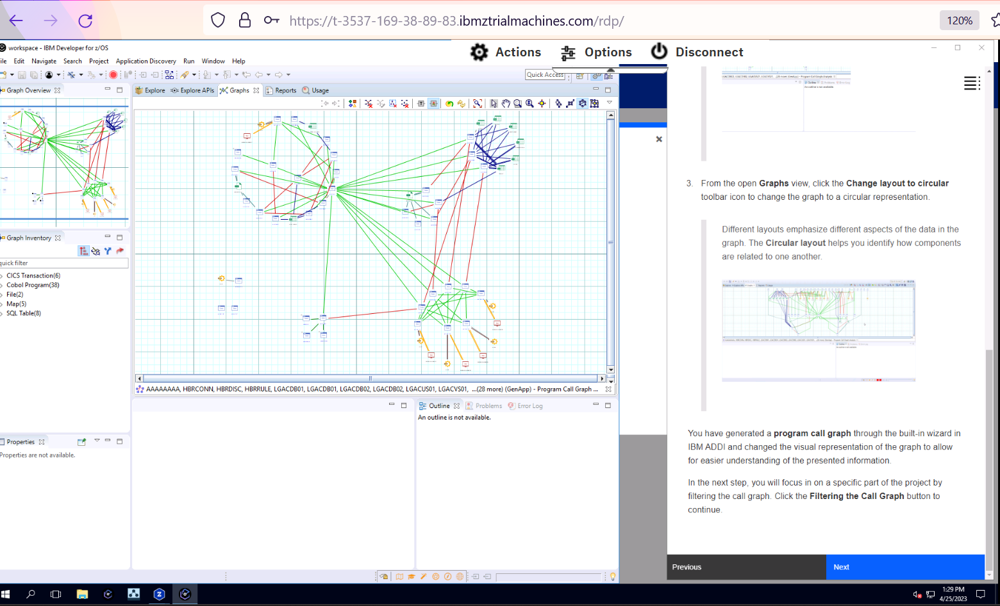 https://t-3537-169-38-89-83.ibmztrialmachines.com/rdp/
120%
workspace - IBM Developer for z/OS
Actions
Options
Disconnect
ile Edit Navigate Search Project Application Discovery Run Window Help
Quick Access
Graph Overview
Explore
Explore APIs
Graphs
Reports
Usage
Graph Inventory
quick filter
CICS Transaction(6)
Cobol Program(38)
File(2)
Map(5)
SQL Table(8)
AAAAAAAA, HBRCONN, HBRDISC, HBRRULE, LGACDB01, LGACDB01, LGACDB02, LGACDB02, LGACUS01, LGACVS01, ...(28 more) (GenApp) - Program Call Graph ...
Outline
Problems
Error Log
An outline is not available.
Properties
Properties are not available.
3. From the open Graphs view, click the Change layout to circular
toolbar icon to change the graph to a circular representation.
Different layouts emphasize different aspects of the data in the
graph. The Circular layout helps you identify how components
are related to one another.
You have generated a program call graph through the built-in wizard in
IBM ADDI and changed the visual representation of the graph to allow
for easier understanding of the presented information.
In the next step, you will focus in on a specific part of the project by
filtering the call graph. Click the Filtering the Call Graph button to
continue.
Previous
Next
1:29 PM
4/25/2023